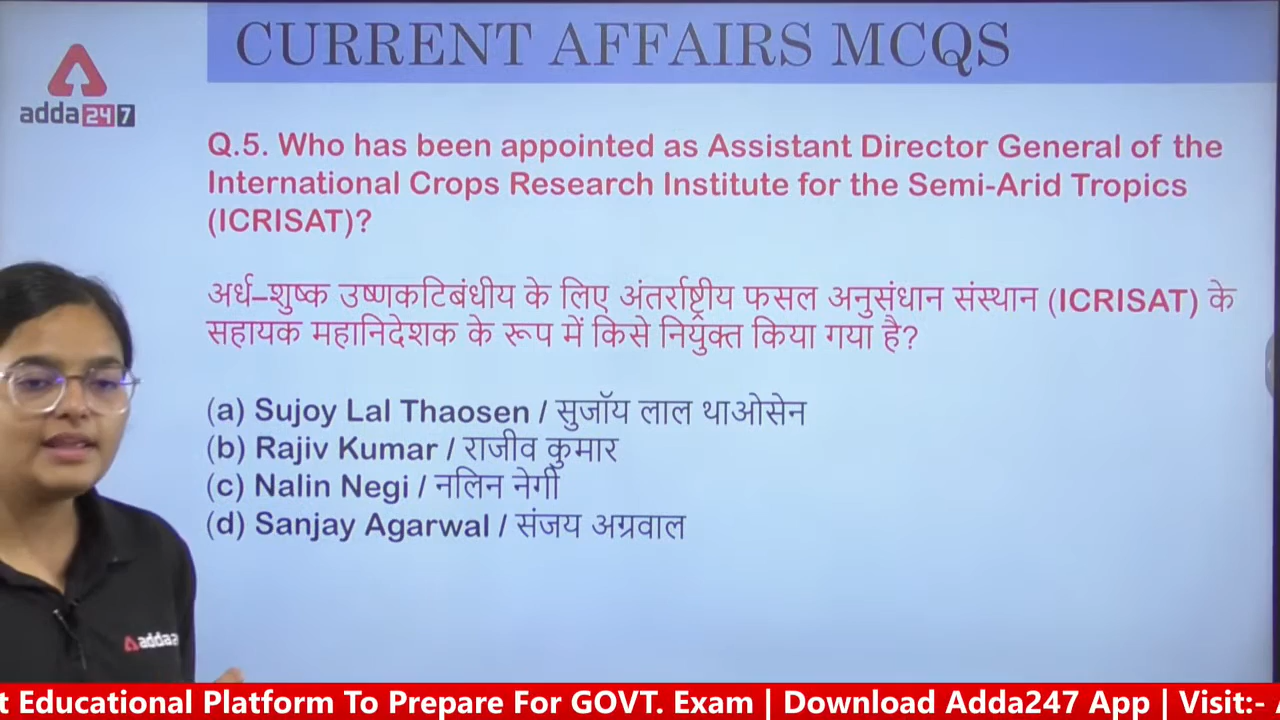 CURRENT AFFAIRS MCQS
adda247
Q.5. Who has been appointed as Assistant Director General of the
International Crops Research Institute for the Semi-Arid Tropics
(ICRISAT)?
अर्ध–शुष्क उष्णकटिबंधीय के लिए अंतर्राष्ट्रीय फसल अनुसंधान संस्थान (ICRISAT) के
सहायक महानिदेशक के रूप में किसे नियुक्त किया गया है?
(a) Sujoy Lal Thaosen / सुजॉय लाल थाओसेन
(b) Rajiv Kumar / राजीव कुमार
(c) Nalin Negi / नलिन नेगी
(d) Sanjay Agarwal / संजय अग्रवाल
adda2
t Educational Platform To Prepare For GOVT. Exam | Download Adda247 App | Visit:-